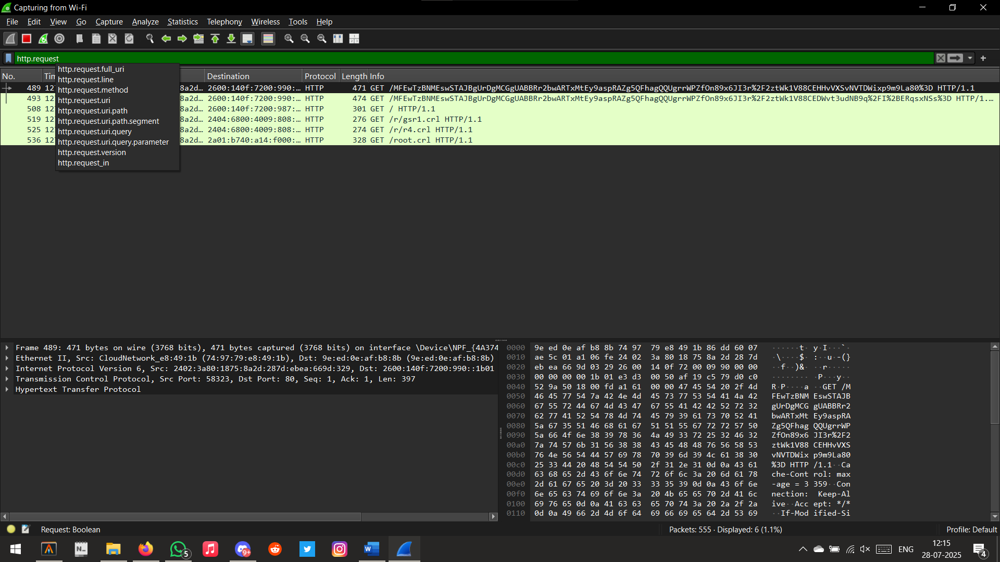 Capturing from Wi-Fi
File Edit View Go Capture Analyze Statistics Telephony Wireless Tools Help
http.request
http.request.full_uri
http.request.line
http.request.method
http.request.uri
http.request.uri.path
http.request.uri.path.segment
http.request.uri.query
http.request.uri.query.parameter
http.request.version
http.request_in
No. Tim Destination Protocol Length Info
489 12 8a2d… 2600:140f:7200:990:… HTTP 471 GET /MFEwTzBNMEswSTAJBgUrDgMCGgUABBRr2bwARTxMtEy9aspRAZg5QFhagQQUgrrWPZfOn89x6JI3r%2F2ztWk1V88CEHHvVXSvNVTDWixp9m9La80%3D HTTP/1.1
493 12 8a2d… 2600:140f:7200:990:… HTTP 474 GET /MFEwTzBNMEswSTAJBgUrDgMCGgUABBRr2bwARTxMtEy9aspRAZg5QFhagQQUgrrWPZfOn89x6JI3r%2F2ztWk1V88CEDWvt3udNB9q%2FI%2BERqsxNSs%3D HTTP/1.…
508 12 8a2d… 2600:140f:7200:987:… HTTP 301 GET / HTTP/1.1
519 12 8a2d… 2404:6800:4009:808:… HTTP 276 GET /r/gsr1.crl HTTP/1.1
525 12 8a2d… 2404:6800:4009:808:… HTTP 274 GET /r/r4.crl HTTP/1.1
536 12 8a2d… 2a01:b740:a14:f000:… HTTP 328 GET /root.crl HTTP/1.1
Frame 489: 471 bytes on wire (3768 bits), 471 bytes captured (3768 bits) on interface \Device\NPF_{4A374
Ethernet II, Src: CloudNetwork_e8:49:1b (74:97:79:e8:49:1b), Dst: 9e:ed:0e:af:b8:8b (9e:ed:0e:af:b8:8b)
Internet Protocol Version 6, Src: 2402:3a80:1875:8a2d:287d:ebea:669d:329, Dst: 2600:140f:7200:990::1b01
Transmission Control Protocol, Src Port: 58323, Dst Port: 80, Seq: 1, Ack: 1, Len: 397
Hypertext Transfer Protocol
0000 9e ed 0e af b8 8b 74 97 79 e8 49 1b 86 dd 60 07 ······t· y·I···`·
0010 ae 5c 01 a1 06 fe 24 02 3a 80 18 75 8a 2d 28 7d ·\····$· :··u·-(}
0020 eb ea 66 9d 03 29 26 00 14 0f 72 00 09 90 00 00 ··f··)&· ··r·····
0030 00 00 00 00 1b 01 e3 d3 00 50 af 19 c5 79 d0 c0 ········ ·P···y··
0040 52 9a 50 18 00 fd a1 61 00 00 47 45 54 20 2f 4d R·P····a ··GET /M
0050 46 45 77 54 7a 42 4e 4d 45 73 77 53 54 41 4a 42 FEwTzBNM EswSTAJB
0060 67 55 72 44 67 4d 43 47 67 55 41 42 42 52 72 32 gUrDgMCG gUABBRr2
0070 62 77 41 52 54 78 4d 74 45 79 39 61 73 70 52 41 bwARTxMt Ey9aspRA
0080 5a 67 35 51 46 68 61 67 51 51 55 67 72 72 57 50 Zg5QFhag QQUgrrWP
0090 5a 66 4f 6e 38 39 78 36 4a 49 33 72 25 32 46 32 ZfOn89x6 JI3r%2F2
00a0 7a 74 57 6b 31 56 38 38 43 45 48 48 76 56 58 53 ztWk1V88 CEHHvVXS
00b0 76 4e 56 54 44 57 69 78 70 39 6d 39 4c 61 38 30 vNVTDWix p9m9La80
00c0 25 33 44 20 48 54 54 50 2f 31 2e 31 0d 0a 43 61 %3D HTTP /1.1··Ca
00d0 63 68 65 2d 43 6f 6e 74 72 6f 6c 3a 20 6d 61 78 che-Cont rol: max
00e0 2d 61 67 65 20 3d 20 33 33 35 39 0d 0a 43 6f 6e -age = 3 359··Con
00f0 6e 65 63 74 69 6f 6e 3a 20 4b 65 65 70 2d 41 6c nection: Keep-Al
0100 69 76 65 0d 0a 41 63 63 65 70 74 3a 20 2a 2f 2a ive··Acc ept: */*
0110 0d 0a 49 66 2d 4d 6f 64 69 66 69 65 64 2d 53 69 ··If-Mod ified-Si
Request: Boolean Packets: 555 · Displayed: 6 (1.1%) Profile: Default
N_ 5 9+ W ENG 12:15
28-07-2025 4